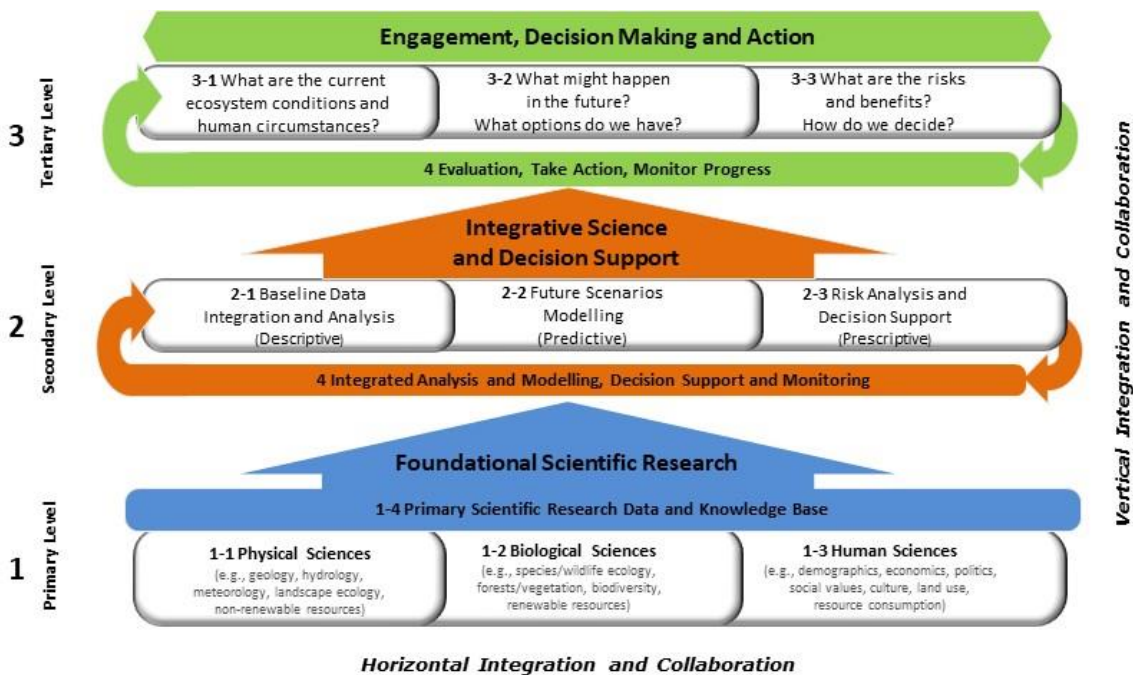 Engagement, Decision Making and Action
3-1 What are the current
ecosystem conditions and
human circumstances?
3-2 What might happen
in the future?
What options do we have?
3-3 What are the risks
and benefits?
How do we decide?
4 Evaluation, Take Action, Monitor Progress
3
Tertiary Level
Integrative Science
and Decision Support
2-1 Baseline Data
Integration and Analysis
(Descriptive)
2-2 Future Scenarios
Modelling
(Predictive)
2-3 Risk Analysis and
Decision Support
(Prescriptive)
4 Integrated Analysis and Modelling, Decision Support and Monitoring
2
Secondary Level
Foundational Scientific Research
1-4 Primary Scientific Research Data and Knowledge Base
1-1 Physical Sciences
(e.g., geology, hydrology,
meteorology, landscape ecology,
non-renewable resources)
1-2 Biological Sciences
(e.g., species/wildlife ecology,
forests/vegetation, biodiversity,
renewable resources)
1-3 Human Sciences
(e.g., demographics, economics, politics,
social values, culture, land use,
resource consumption)
1
Primary Level
Vertical Integration and Collaboration
Horizontal Integration and Collaboration